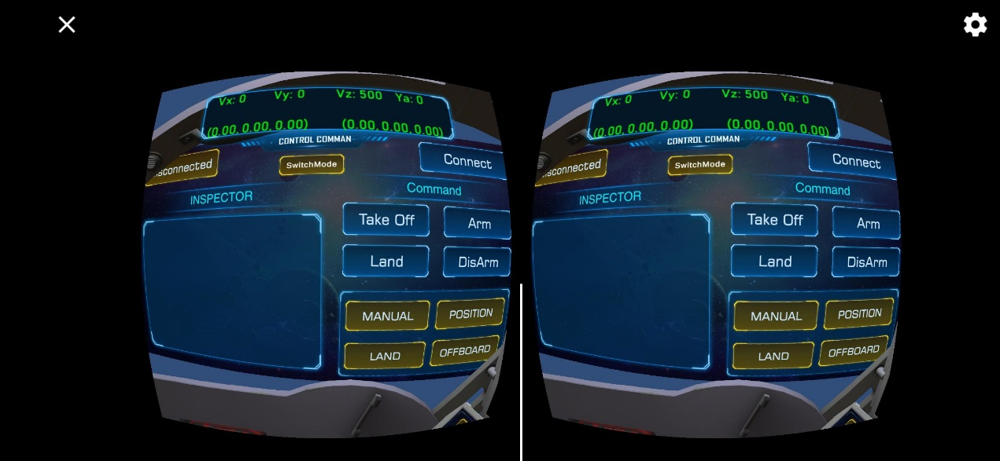 Vx: 0 Vy: 0 Vz: 500 Ya: 0
(0.00, 0.00, 0.00) (0.00, 0.00, 0.00)
CONTROL COMMAN
sconnected SwitchMode Connect
INSPECTOR Command
Take Off Arm
Land DisArm
MANUAL POSITION
LAND OFFBOARD
Vx: 0 Vy: 0 Vz: 500 Ya: 0
(0.00, 0.00, 0.00) (0.00, 0.00, 0.00)
CONTROL COMMAN
isconnected SwitchMode Connect
INSPECTOR Command
Take Off Arm
Land DisArm
MANUAL POSITION
LAND OFFBOARD